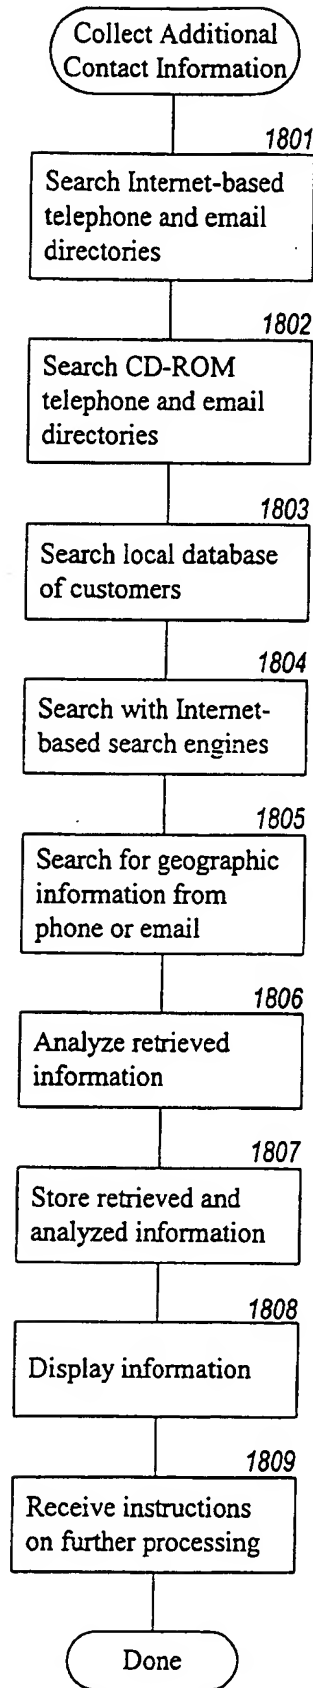 Collect Additional
Contact Information
1801
Search Internet-based
telephone and email
directories
1802
Search CD-ROM
telephone and email
directories
1803
Search local database
of customers
1804
Search with Internet-
based search engines
1805
Search for geographic
information from
phone or email
1806
Analyze retrieved
information
1807
Store retrieved and
analyzed information
1808
Display information
1809
Receive instructions
on further processing
Done